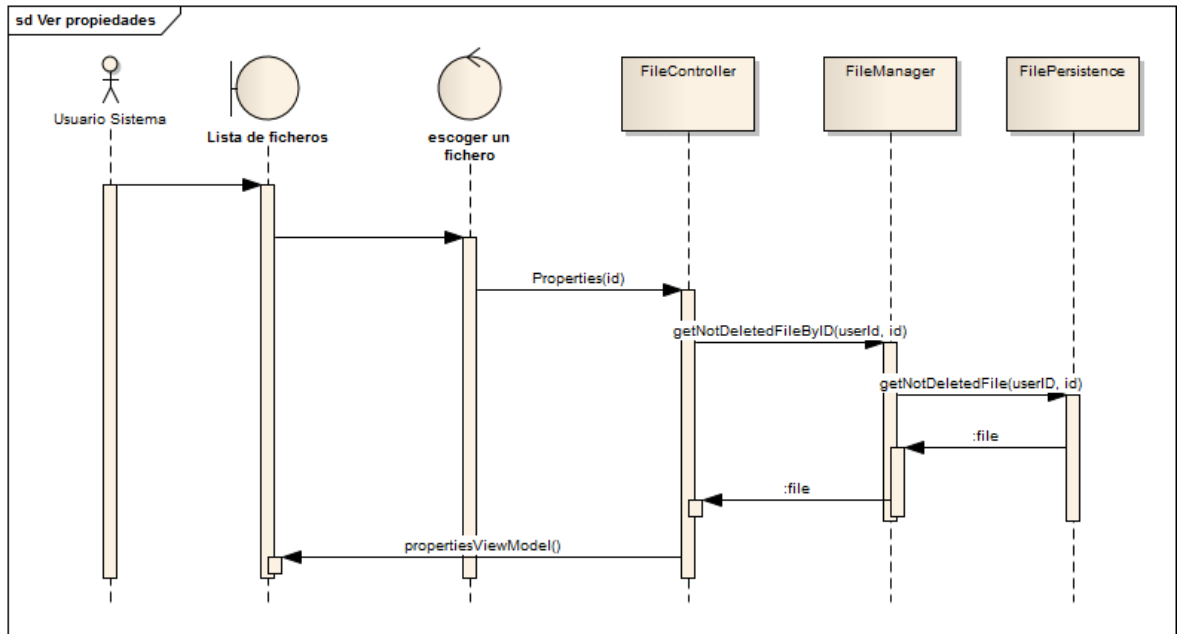 sd Ver propiedades
Usuario Sistema
Lista de ficheros
escoger un
fichero
FileController
FileManager
FilePersistence
Properties(id)
getNotDeletedFileByID(userId, id)
getNotDeletedFile(userID, id)
:file
:file
propertiesViewModel()